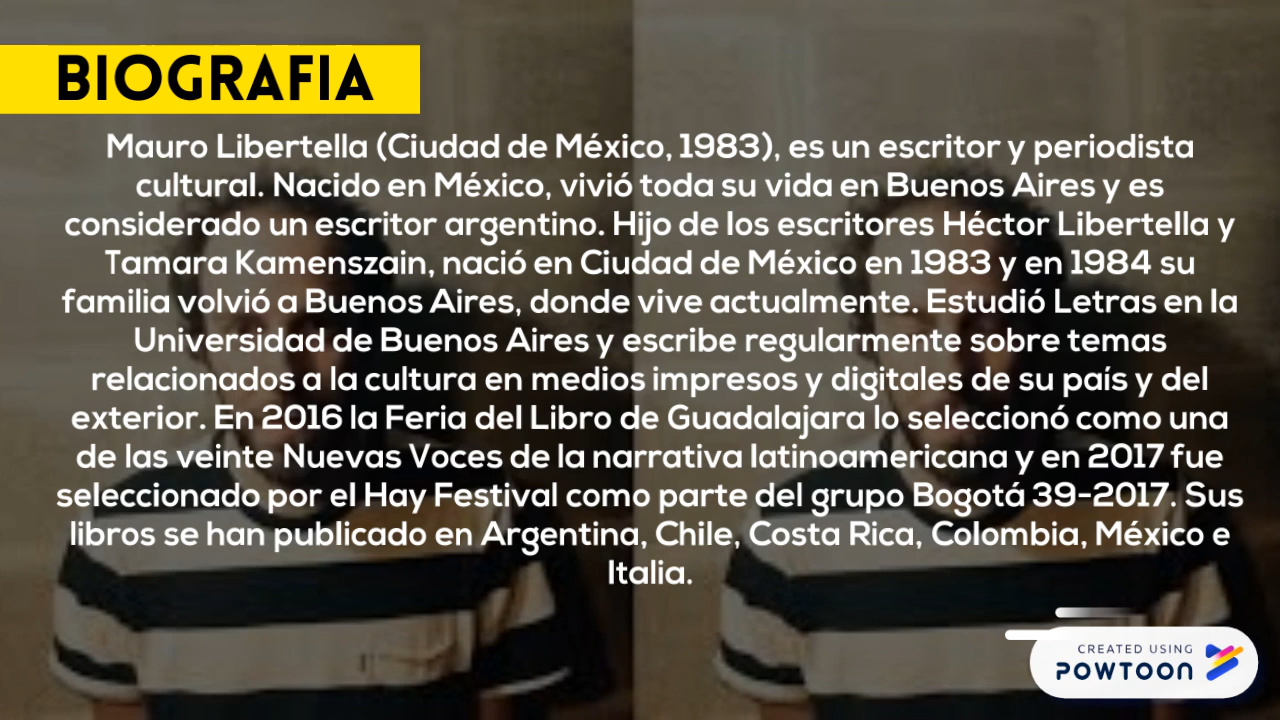 BIOGRAFIA
Mauro Libertella (Ciudad de México, 1983), es un escritor y periodista
cultural. Nacido en México, vivió toda su vida en Buenos Aires y es
considerado un escritor argentino. Hijo de los escritores Héctor Libertella y
Tamara Kamenszain, nació en Ciudad de México en 1983 y en 1984 su
familia volvió a Buenos Aires, donde vive actualmente. Estudió Letras en la
Universidad de Buenos Aires y escribe regularmente sobre temas
relacionados a la cultura en medios impresos y digitales de su país y del
exterior. En 2016 la Feria del Libro de Guadalajara lo seleccionó como una
de las veinte Nuevas Voces de la narrativa latinoamericana y en 2017 fue
seleccionado por el Hay Festival como parte del grupo Bogotá 39-2017. Sus
libros se han publicado en Argentina, Chile, Costa Rica, Colombia, México e
Italia.
CREATED USING
POWTOON